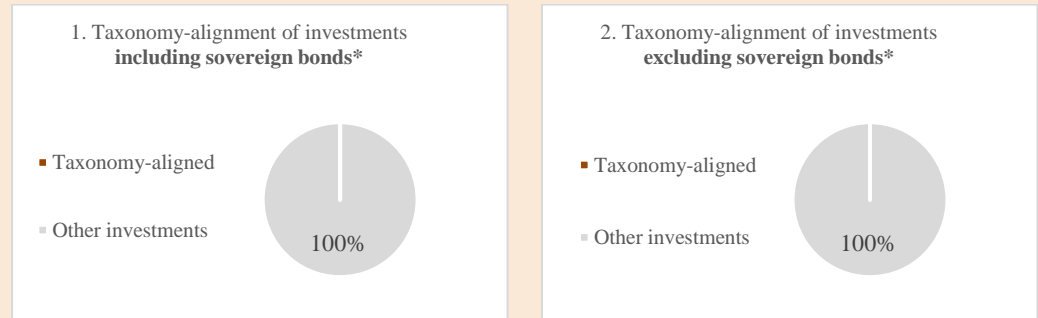 1. Taxonomy-alignment of investments
including sovereign bonds*
Taxonomy-aligned
Other investments
100%
2. Taxonomy-alignment of investments
excluding sovereign bonds*
Taxonomy-aligned
Other investments
100%